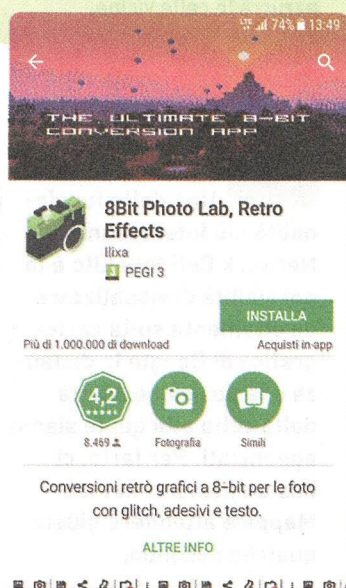 LTE 74% 13:49
THE ULTIMATE 8-BIT
CONVERSION APP
8Bit Photo Lab, Retro
Effects
Ilixa
3 PEGI 3
INSTALLA
Più di 1.000.000 di download
Acquisti in-app
4,2
8.469
Fotografia
Simili
Conversioni retrò grafici a 8-bit per le foto
con glitch, adesivi e testo.
ALTRE INFO